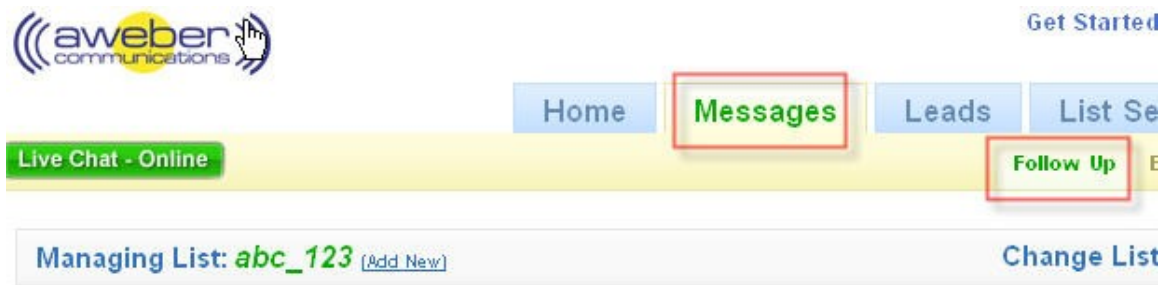 aweber
communications
Get Started
Home Messages Leads List Se
Live Chat - Online
Follow Up
Managing List: abc_123 (Add New) Change List